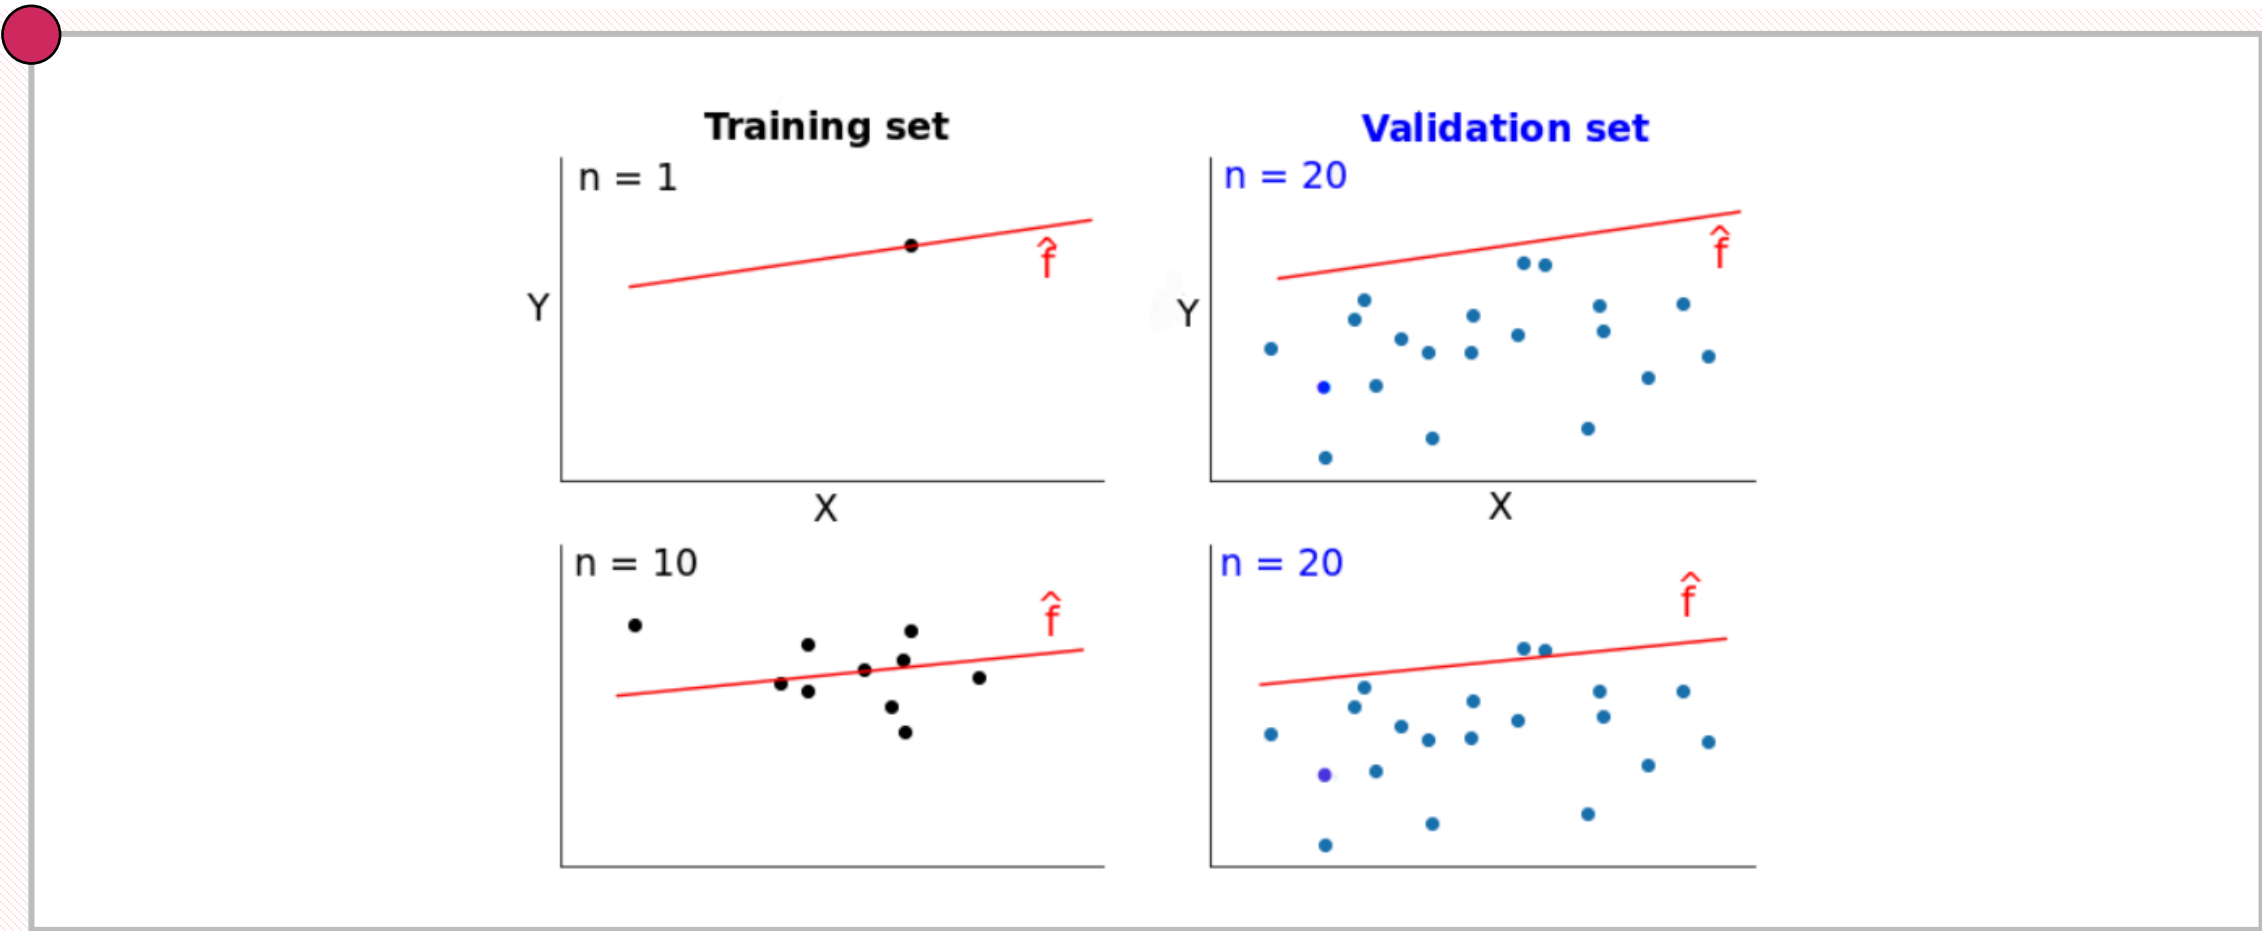 Training set
Validation set
n = 1
n = 20
f̂
f̂
Y
Y
X
X
n = 10
n = 20
f̂
f̂